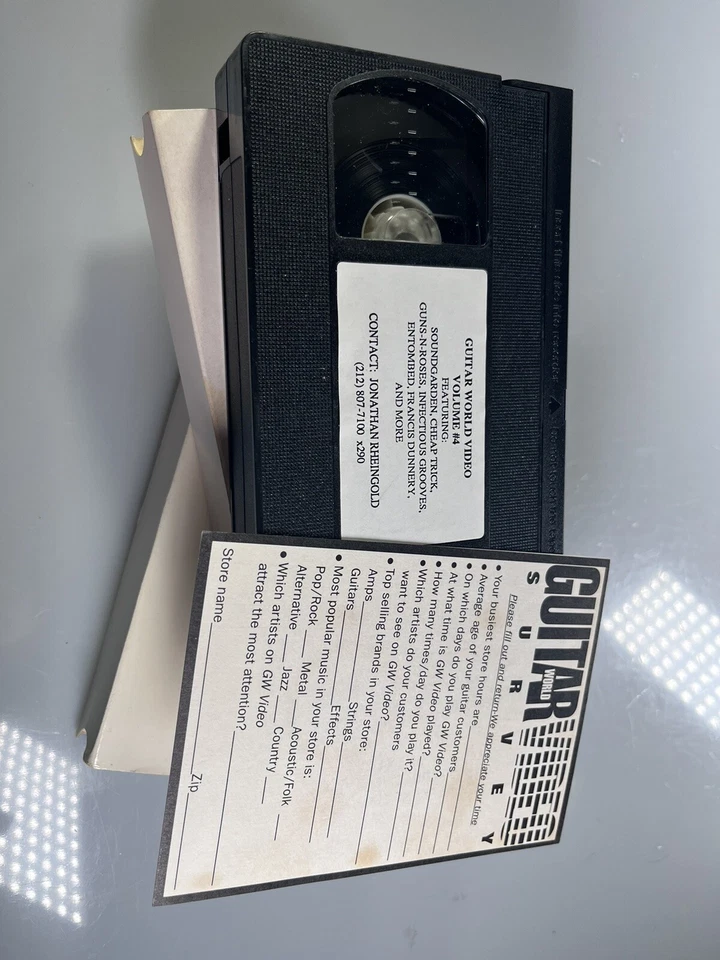 GUITAR WORLD VIDEO
VOLUME #4
FEATURING:
SOUNDGARDEN, CHEAP TRICK,
GUNS-N-ROSES, INFECTIOUS GROOVES,
ENTOMBED, FRANCIS DUNNERY,
AND MORE
CONTACT: JONATHAN RHEINGOLD
(212) 807-7100 x290
GUITAR
WORLD
VIDEO
SURVEY
Please fill out and return. We appreciate your time
• Your busiest store hours are
• Average age of your guitar customers
• On which days do you play GW Video?
• At what time is GW Video played?
• How many times/day do you play it?
• Which artists do your customers
want to see on GW Video?
• Top selling brands in your store:
Amps
Guitars Strings
Effects
• Most popular music in your store is:
Pop/Rock Metal Acoustic/Folk
Alternative Jazz Country
• Which artists on GW Video
attract the most attention?
Store name
Zip